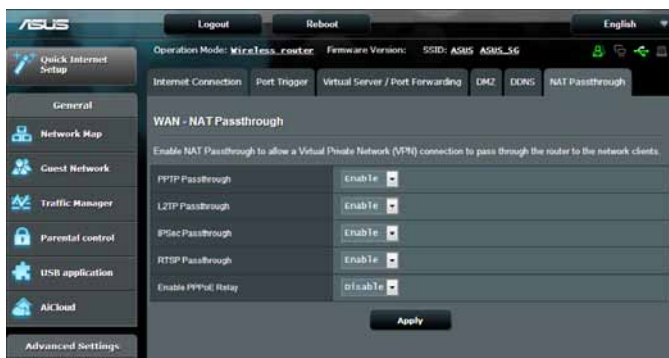 ASUS
Logout
Reboot
English
Quick Internet Setup
Operation Mode: Wireless router Firmware Version: SSID: ASUS ASUS_5G
Internet Connection
Port Trigger
Virtual Server / Port Forwarding
DMZ
DDNS
NAT Passthrough
General
Network Map
Guest Network
Traffic Manager
Parental control
USB application
AiCloud
Advanced Settings
WAN - NAT Passthrough
Enable NAT Passthrough to allow a Virtual Private Network (VPN) connection to pass through the router to the network clients.
PPTP Passthrough Enable
L2TP Passthrough Enable
IPSec Passthrough Enable
RTSP Passthrough Enable
Enable PPPoE Relay Disable
Apply